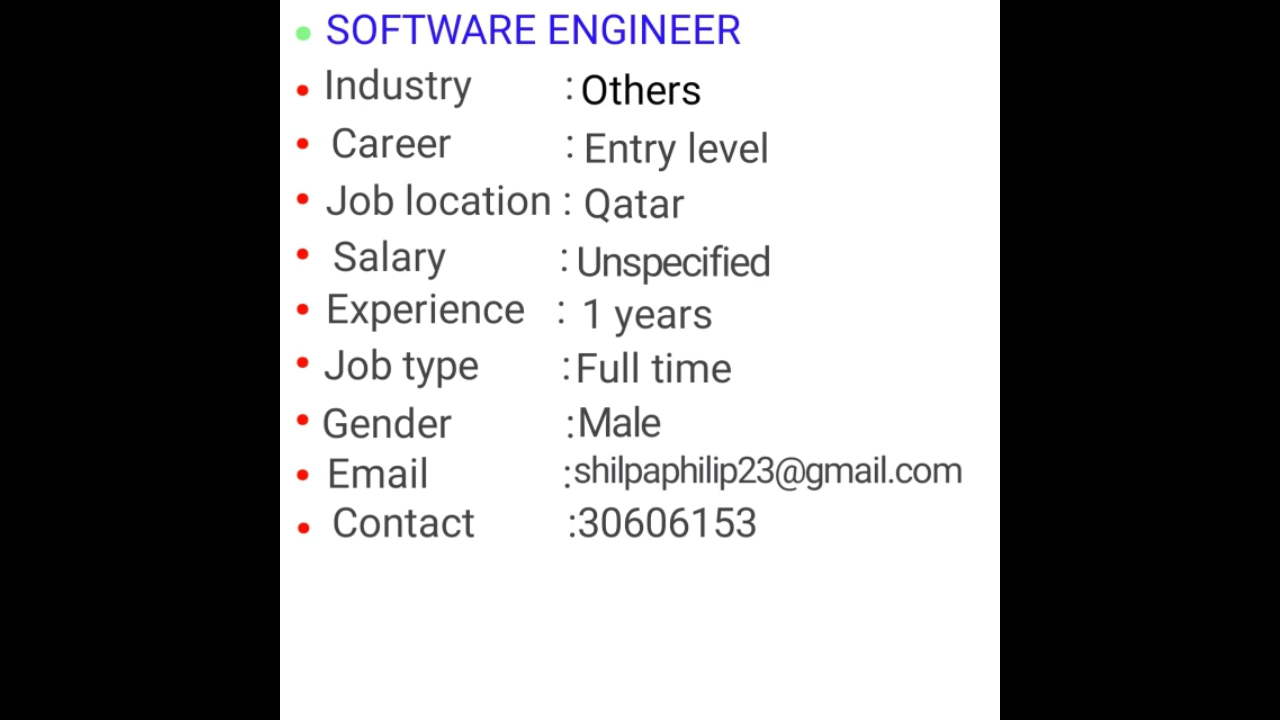 • SOFTWARE ENGINEER
• Industry : Others
• Career : Entry level
• Job location : Qatar
• Salary : Unspecified
• Experience : 1 years
• Job type : Full time
• Gender : Male
• Email : shilpaphilip23@gmail.com
• Contact : 30606153